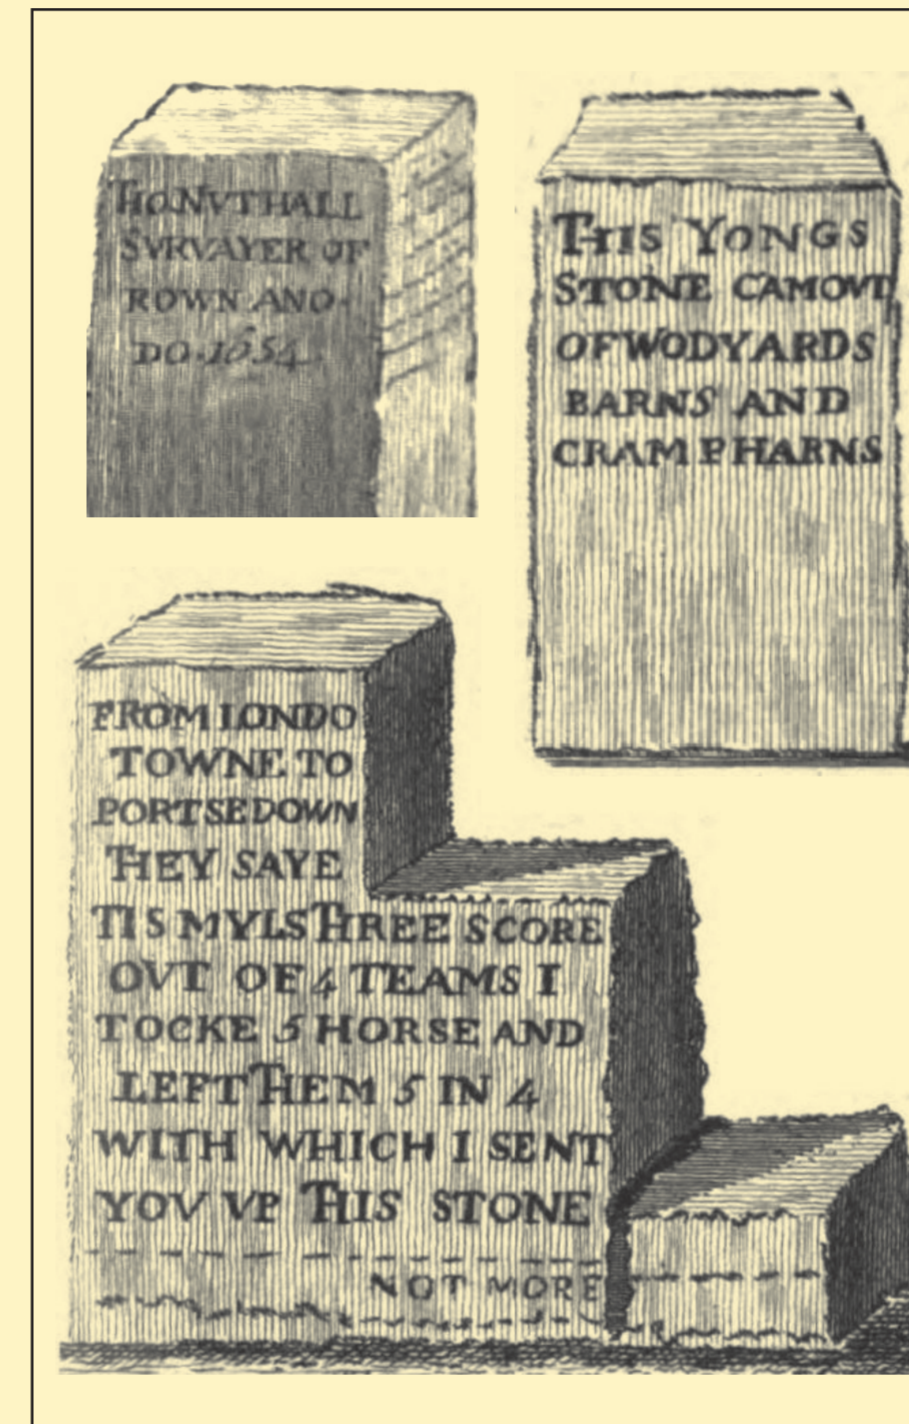 THO NVTHALL
SVRVAYER OF
ROWN ANO·
DO·1654·
THIS YONGS
STONE CAMOVT
OF WODYARDS
BARNS AND
CRAMPHARNS
FROM LONDO
TOWNE TO
PORTSEDOWN
THEY SAYE
TIS MYLS THREE SCORE
OVT OF 4 TEAMS I
TOCKE 5 HORSE AND
LEFT THEM 5 IN 4
WITH WHICH I SENT
YOV VP THIS STONE
NOT MORE